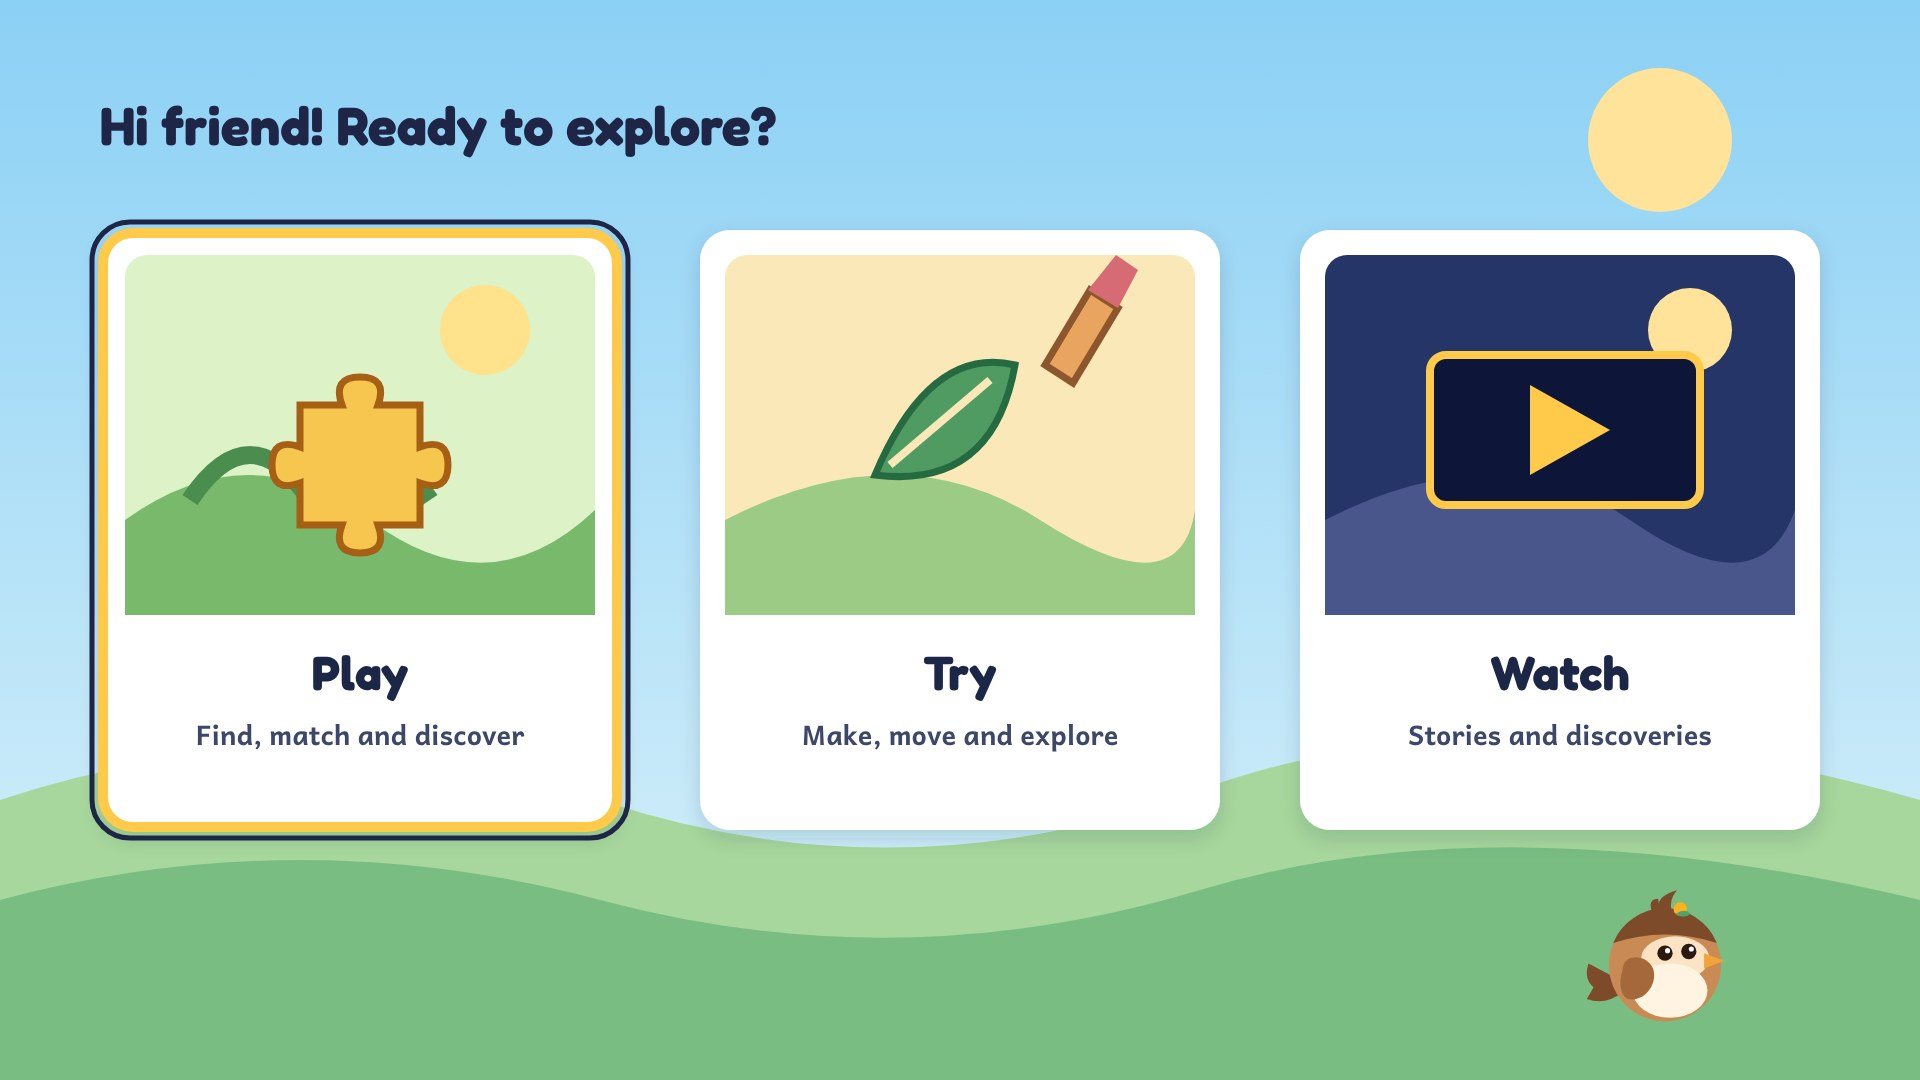 Hi friend! Ready to explore?
Play
Find, match and discover
Try
Make, move and explore
Watch
Stories and discoveries